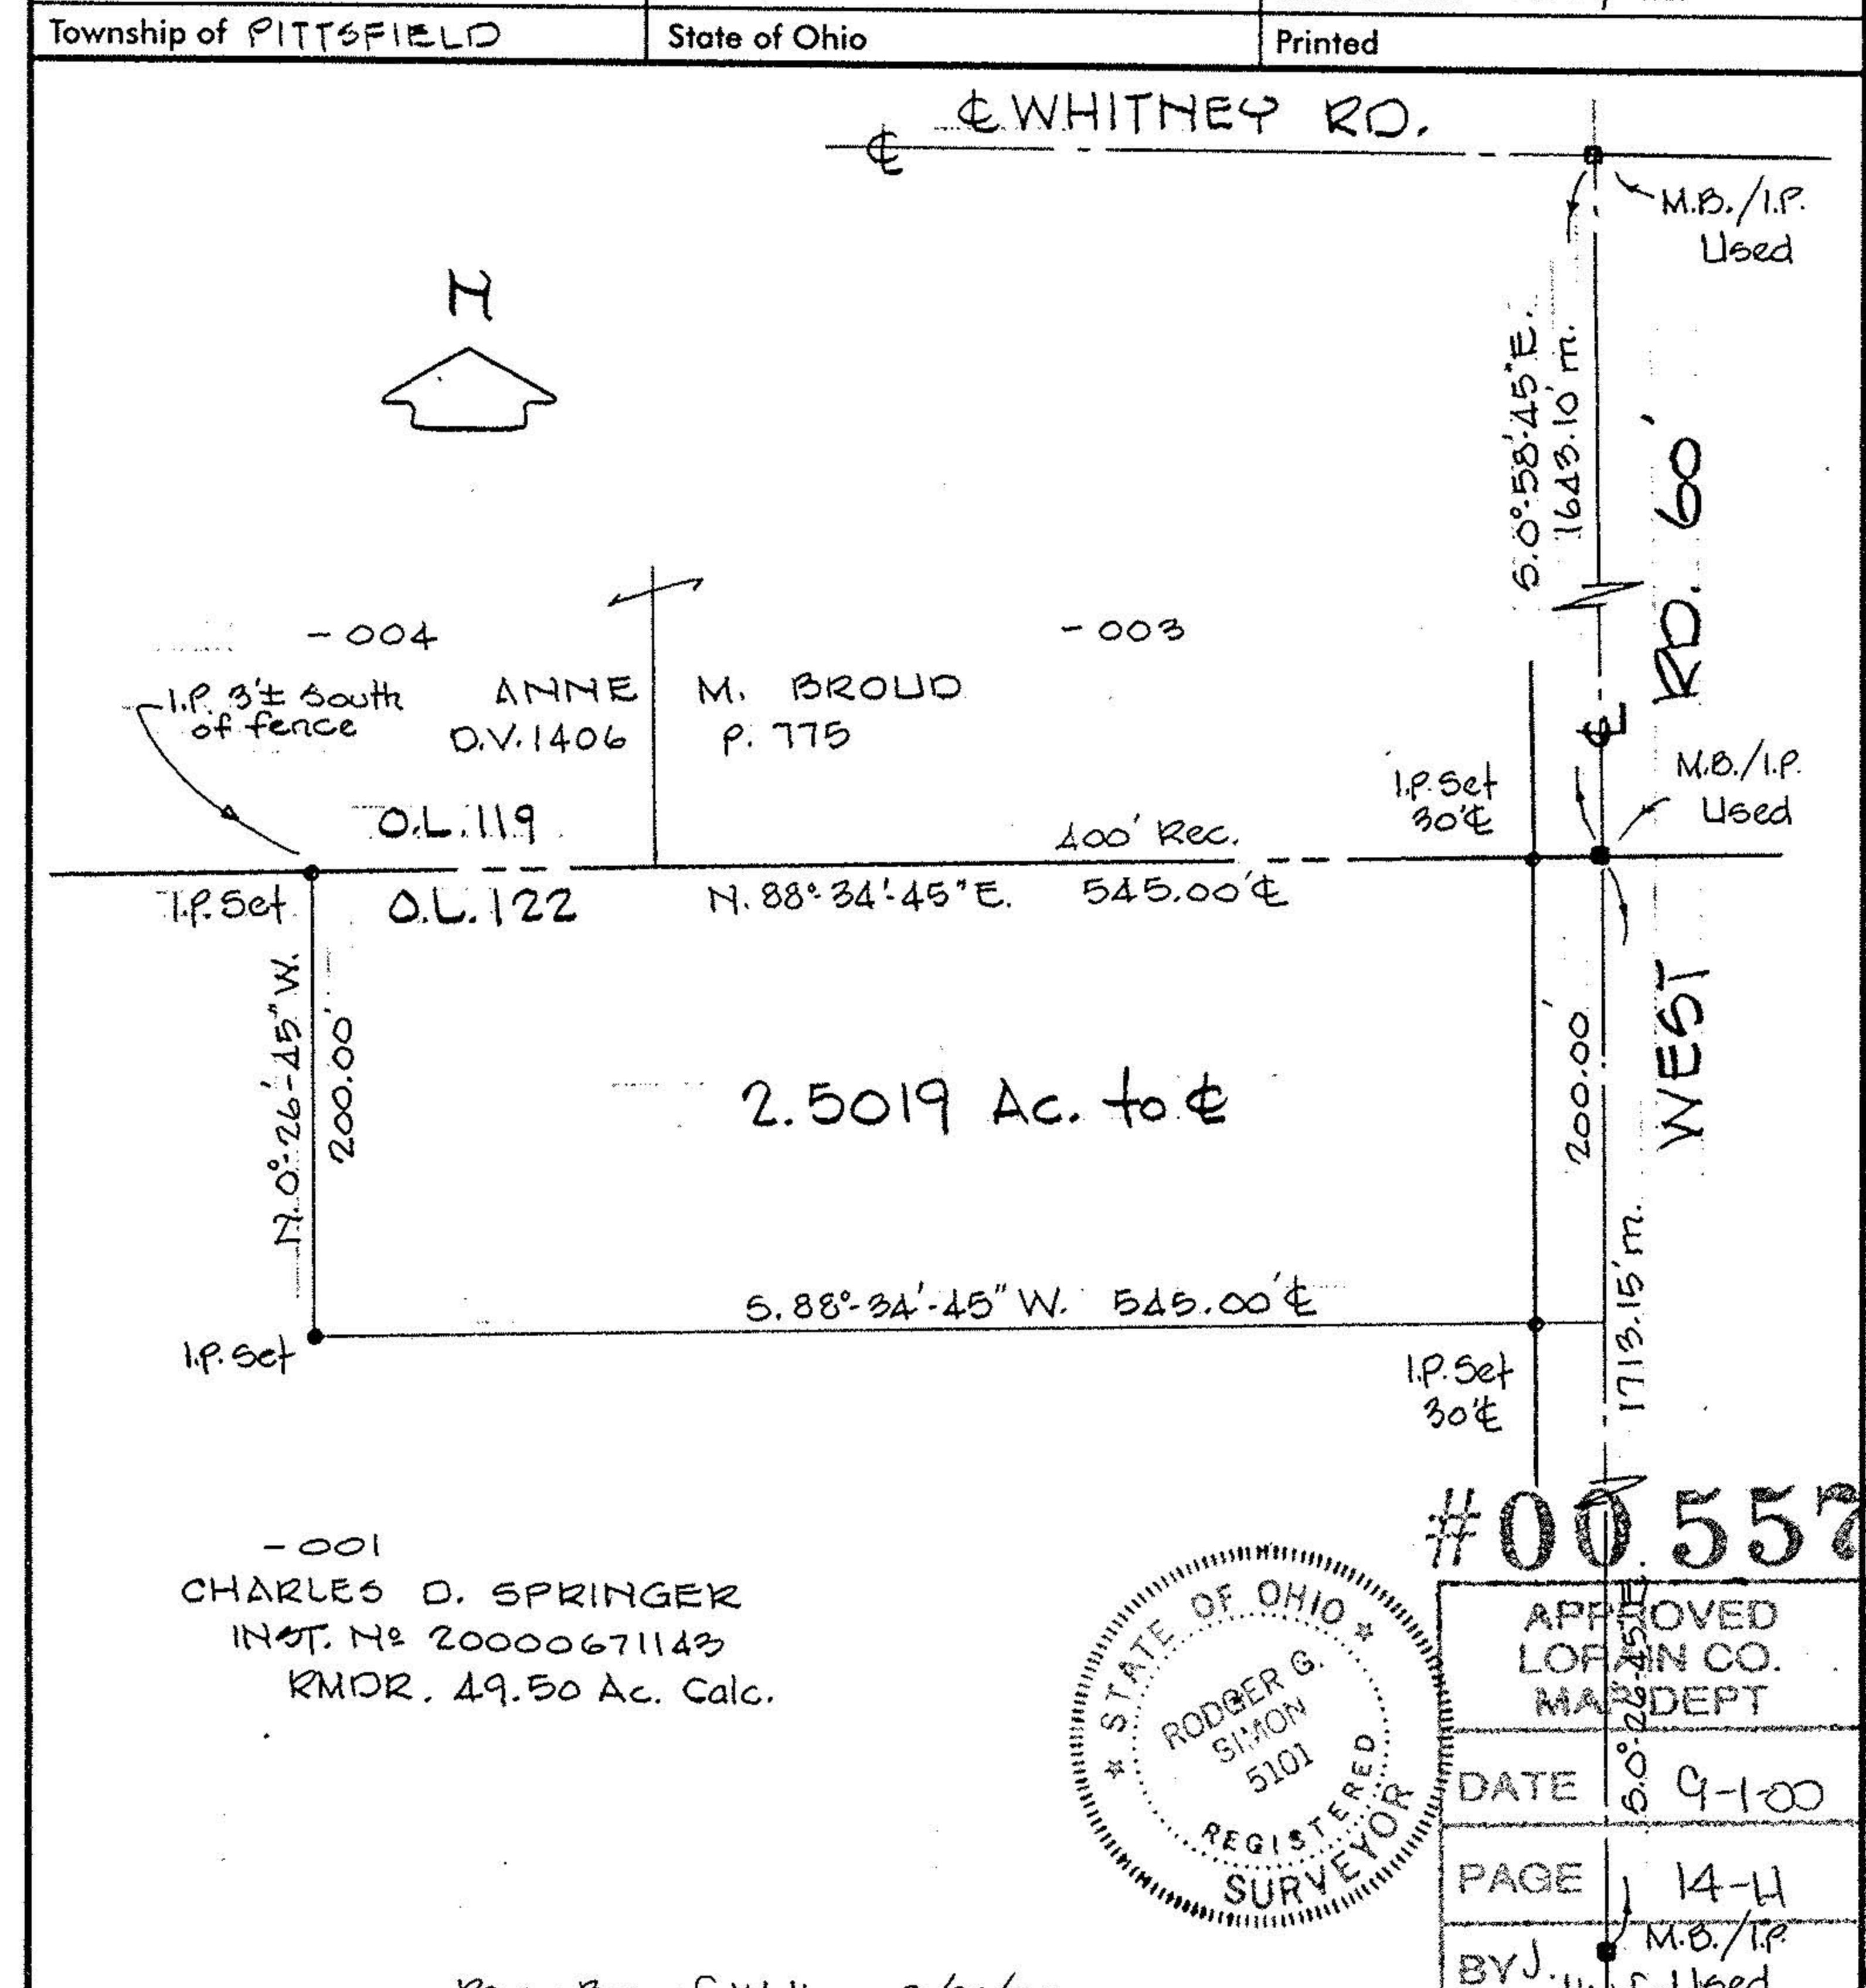 Township of PITTSFIELD
State of Ohio
Printed
℄ WHITNEY RD.
℄
M.B./I.P.
Used
N
S.0°-58'-45"E.
1643.10' m.
WEST RD. 60'
℄
-004
-003
I.P. 3'± South
of fence
ANNE M. BROUD
D.V. 1406 P. 775
I.P. Set
30'℄
M.B./I.P.
Used
O.L. 119
400' Rec.
I.P. Set
O.L. 122
N. 88°-34'-45"E. 545.00'℄
N.0°-26'-45"W.
200.00'
200.00'
2.5019 Ac. to ℄
1713.15' m.
S. 88°-34'-45" W. 545.00'℄
I.P. Set
I.P. Set
30'℄
#00 557
-001
CHARLES D. SPRINGER
INST. Nº 20000671143
RMDR. 49.50 Ac. Calc.
STATE OF OHIO
RODGER G.
SIMON
5101
REGISTERED
SURVEYOR
APPROVED
LORAIN CO.
MAP DEPT
S.0°-26'-45"E.
DATE 9-1-00
PAGE 14-H
M.B./I.P.
Used
BY J.